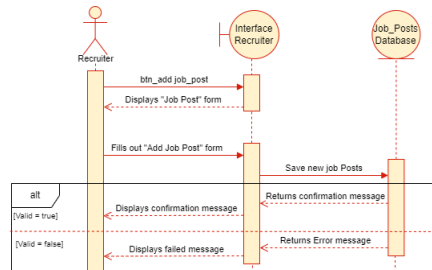 Interface
Recruiter
Job_Posts
Database
Recruiter
btn_add job_post
Displays "Job Post" form
Fills out "Add Job Post" form
Save new job Posts
alt
Returns confirmation message
Displays confirmation message
[Valid = true]
Returns Error message
[Valid = false]
Displays failed message